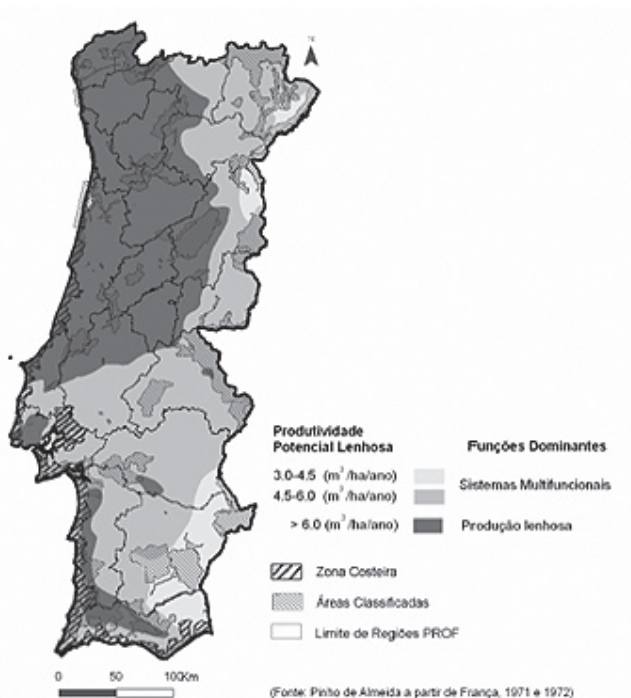 N
Produtividade
Potencial Lenhosa
Funções Dominantes
3.0-4.5 (m³/ha/ano)
4.5-6.0 (m³/ha/ano)
Sistemas Multifuncionais
> 6.0 (m³/ha/ano)
Produção lenhosa
Zona Costeira
Áreas Classificadas
Limite de Regiões PROF
0 50 100Km
(Fonte: Pinho de Almeida a partir de França, 1971 e 1972)